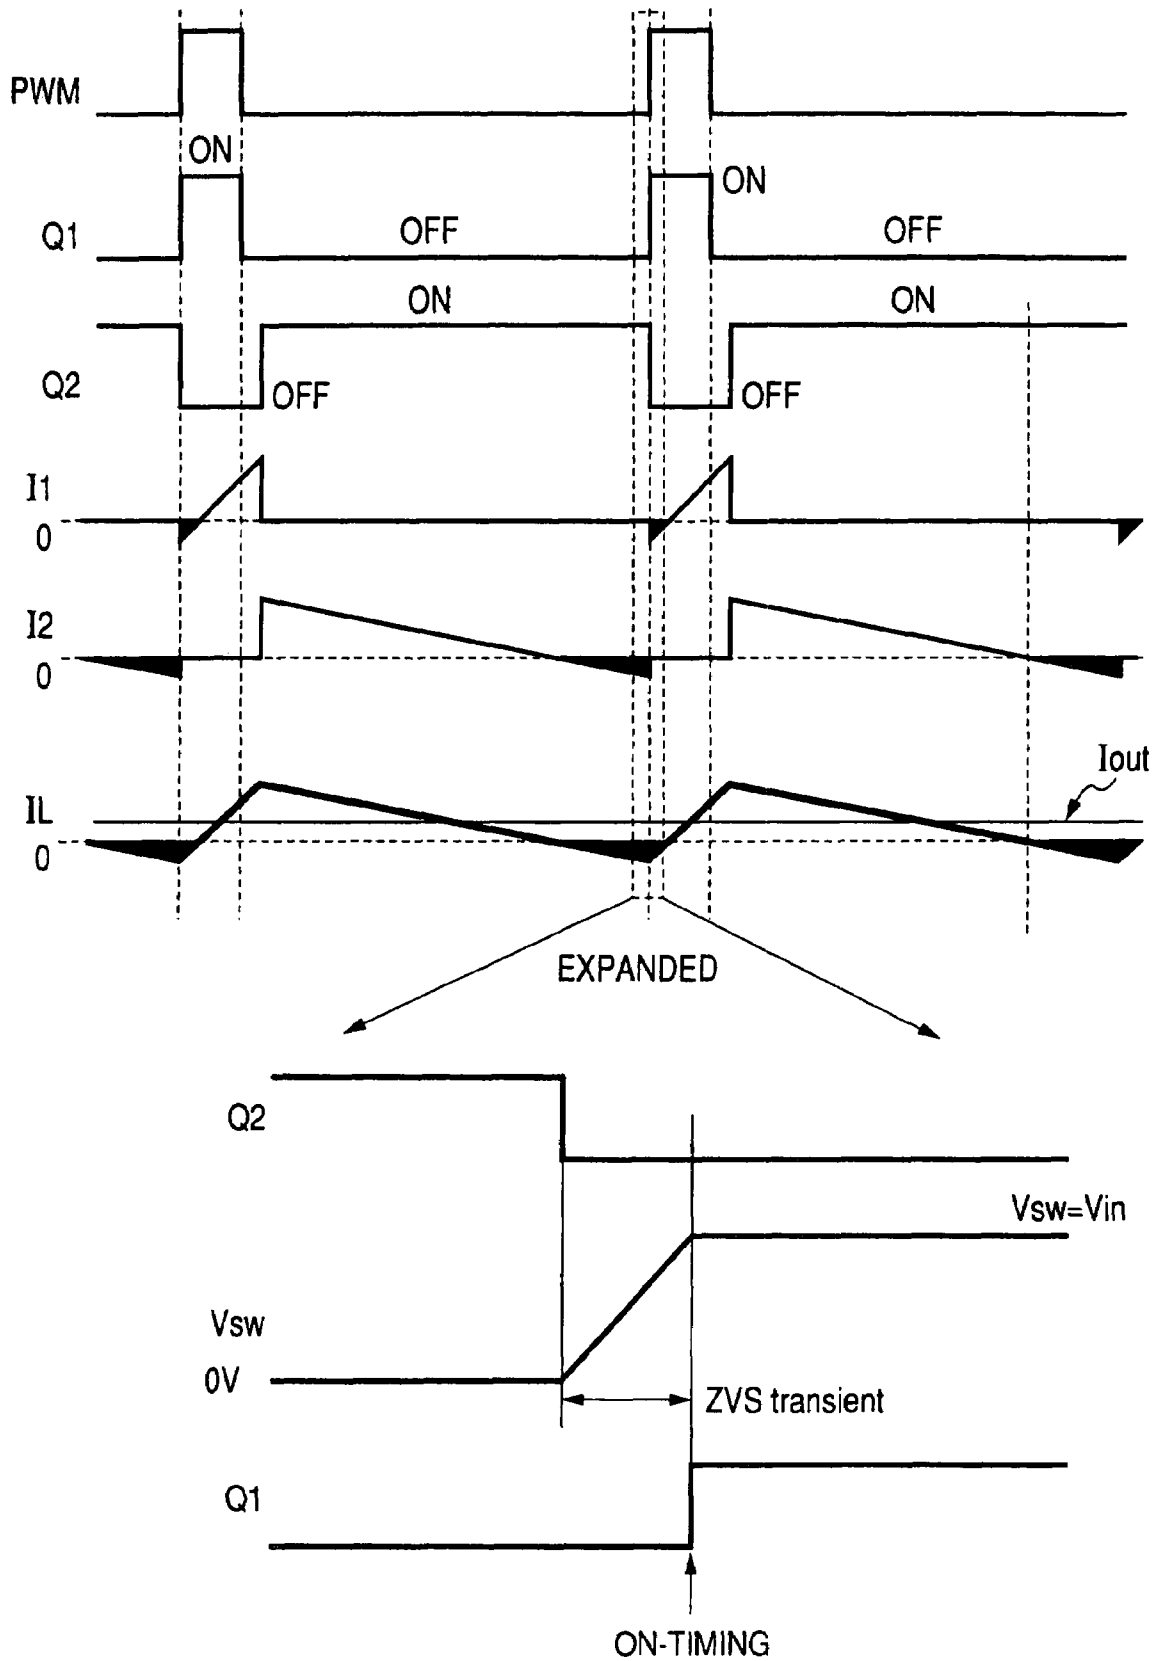 PWM
ON
ON
Q1
OFF
OFF
ON
ON
Q2
OFF
OFF
I1
0
I2
0
Iout
IL
0
EXPANDED
Q2
Vsw=Vin
Vsw
0V
ZVS transient
Q1
ON-TIMING